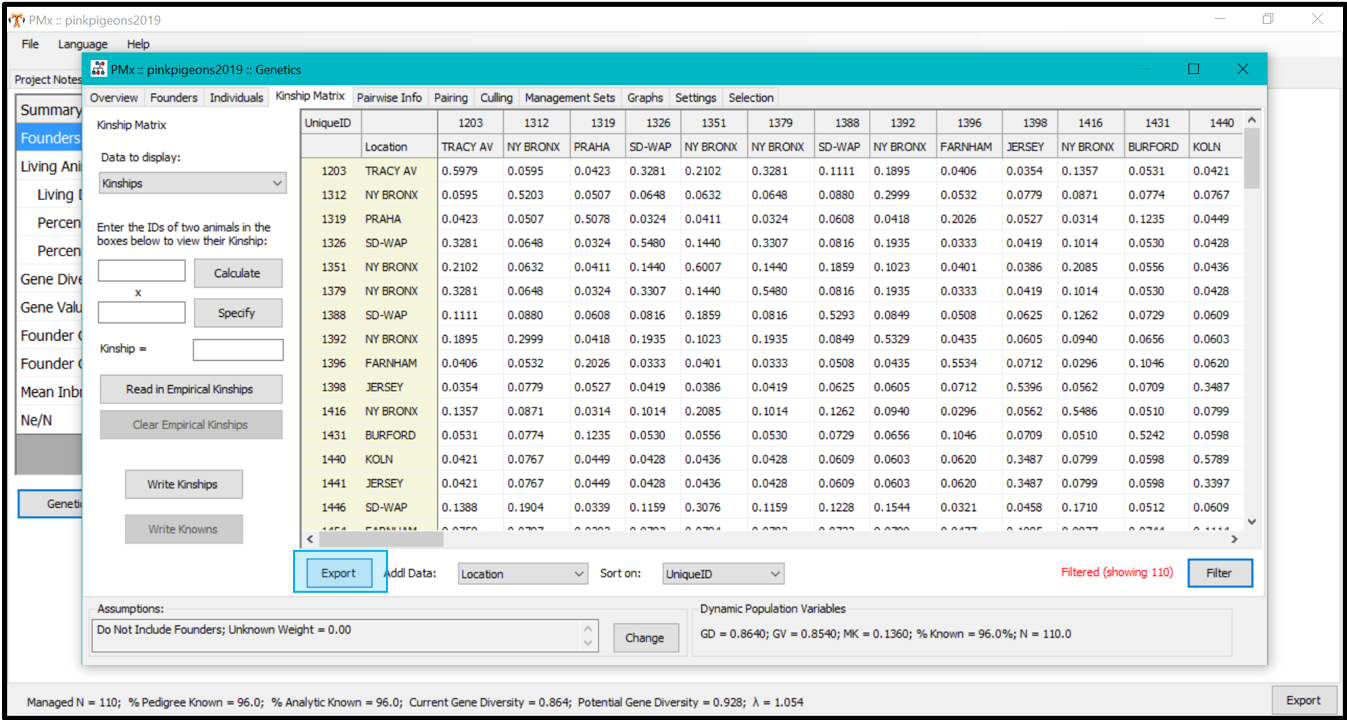 PMx :: pinkpigeons2019
File Language Help
Project Notes
Summary
Founders
Living Ani
Living D
Percen
Percen
Gene Dive
Gene Valu
Founder G
Founder G
Mean Inbr
Ne/N
Genetic
PMx :: pinkpigeons2019 :: Genetics
Overview Founders Individuals Kinship Matrix Pairwise Info Pairing Culling Management Sets Graphs Settings Selection
Kinship Matrix
Data to display:
Kinships
Enter the IDs of two animals in the
boxes below to view their Kinship:
Calculate
x
Specify
Kinship =
Read in Empirical Kinships
Clear Empirical Kinships
Write Kinships
Write Knowns
UniqueID 1203 1312 1319 1326 1351 1379 1388 1392 1396 1398 1416 1431 1440
Location TRACY AV NY BRONX PRAHA SD-WAP NY BRONX NY BRONX SD-WAP NY BRONX FARNHAM JERSEY NY BRONX BURFORD KOLN
1203 TRACY AV 0.5979 0.0595 0.0423 0.3281 0.2102 0.3281 0.1111 0.1895 0.0406 0.0354 0.1357 0.0531 0.0421
1312 NY BRONX 0.0595 0.5203 0.0507 0.0648 0.0632 0.0648 0.0880 0.2999 0.0532 0.0779 0.0871 0.0774 0.0767
1319 PRAHA 0.0423 0.0507 0.5078 0.0324 0.0411 0.0324 0.0608 0.0418 0.2026 0.0527 0.0314 0.1235 0.0449
1326 SD-WAP 0.3281 0.0648 0.0324 0.5480 0.1440 0.3307 0.0816 0.1935 0.0333 0.0419 0.1014 0.0530 0.0428
1351 NY BRONX 0.2102 0.0632 0.0411 0.1440 0.6007 0.1440 0.1859 0.1023 0.0401 0.0386 0.2085 0.0556 0.0436
1379 NY BRONX 0.3281 0.0648 0.0324 0.3307 0.1440 0.5480 0.0816 0.1935 0.0333 0.0419 0.1014 0.0530 0.0428
1388 SD-WAP 0.1111 0.0880 0.0608 0.0816 0.1859 0.0816 0.5293 0.0849 0.0508 0.0625 0.1262 0.0729 0.0609
1392 NY BRONX 0.1895 0.2999 0.0418 0.1935 0.1023 0.1935 0.0849 0.5329 0.0435 0.0605 0.0940 0.0656 0.0603
1396 FARNHAM 0.0406 0.0532 0.2026 0.0333 0.0401 0.0333 0.0508 0.0435 0.5534 0.0712 0.0296 0.1046 0.0620
1398 JERSEY 0.0354 0.0779 0.0527 0.0419 0.0386 0.0419 0.0625 0.0605 0.0712 0.5396 0.0562 0.0709 0.3487
1416 NY BRONX 0.1357 0.0871 0.0314 0.1014 0.2085 0.1014 0.1262 0.0940 0.0296 0.0562 0.5486 0.0510 0.0799
1431 BURFORD 0.0531 0.0774 0.1235 0.0530 0.0556 0.0530 0.0729 0.0656 0.1046 0.0709 0.0510 0.5242 0.0598
1440 KOLN 0.0421 0.0767 0.0449 0.0428 0.0436 0.0428 0.0609 0.0603 0.0620 0.3487 0.0799 0.0598 0.5789
1441 JERSEY 0.0421 0.0767 0.0449 0.0428 0.0436 0.0428 0.0609 0.0603 0.0620 0.3487 0.0799 0.0598 0.3397
1446 SD-WAP 0.1388 0.1904 0.0339 0.1159 0.3076 0.1159 0.1228 0.1544 0.0321 0.0458 0.1710 0.0512 0.0609
Export Addl Data: Location Sort on: UniqueID Filtered (showing 110) Filter
Assumptions:
Do Not Include Founders; Unknown Weight = 0.00
Change
Dynamic Population Variables
GD = 0.8640; GV = 0.8540; MK = 0.1360; % Known = 96.0%; N = 110.0
Managed N = 110; % Pedigree Known = 96.0; % Analytic Known = 96.0; Current Gene Diversity = 0.864; Potential Gene Diversity = 0.928; λ = 1.054
Export